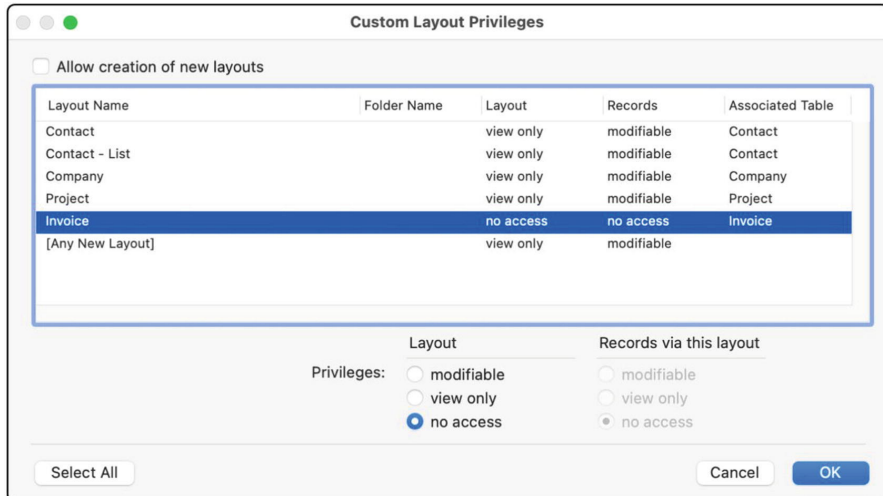 Custom Layout Privileges
Allow creation of new layouts
Layout Name Folder Name Layout Records Associated Table
Contact view only modifiable Contact
Contact - List view only modifiable Contact
Company view only modifiable Company
Project view only modifiable Project
Invoice no access no access Invoice
[Any New Layout] view only modifiable
Layout Records via this layout
Privileges: modifiable modifiable
view only view only
no access no access
Select All Cancel OK